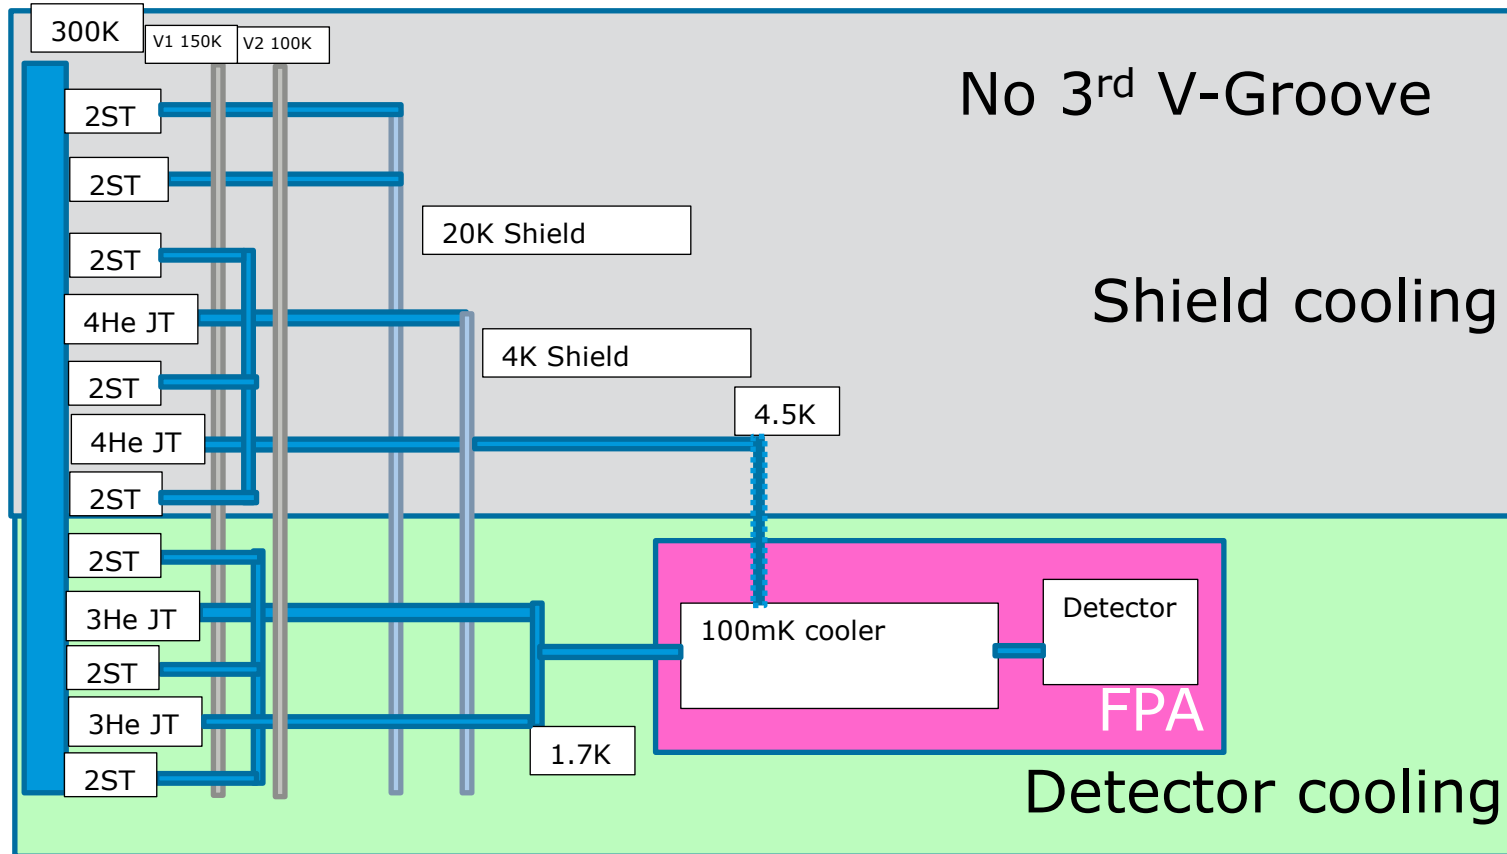 300K
V1 150K
V2 100K
No 3rd V-Groove
2ST
2ST
20K Shield
2ST
Shield cooling
4He JT
4K Shield
2ST
4.5K
4He JT
2ST
2ST
3He JT
100mK cooler
Detector
2ST
FPA
3He JT
1.7K
2ST
Detector cooling